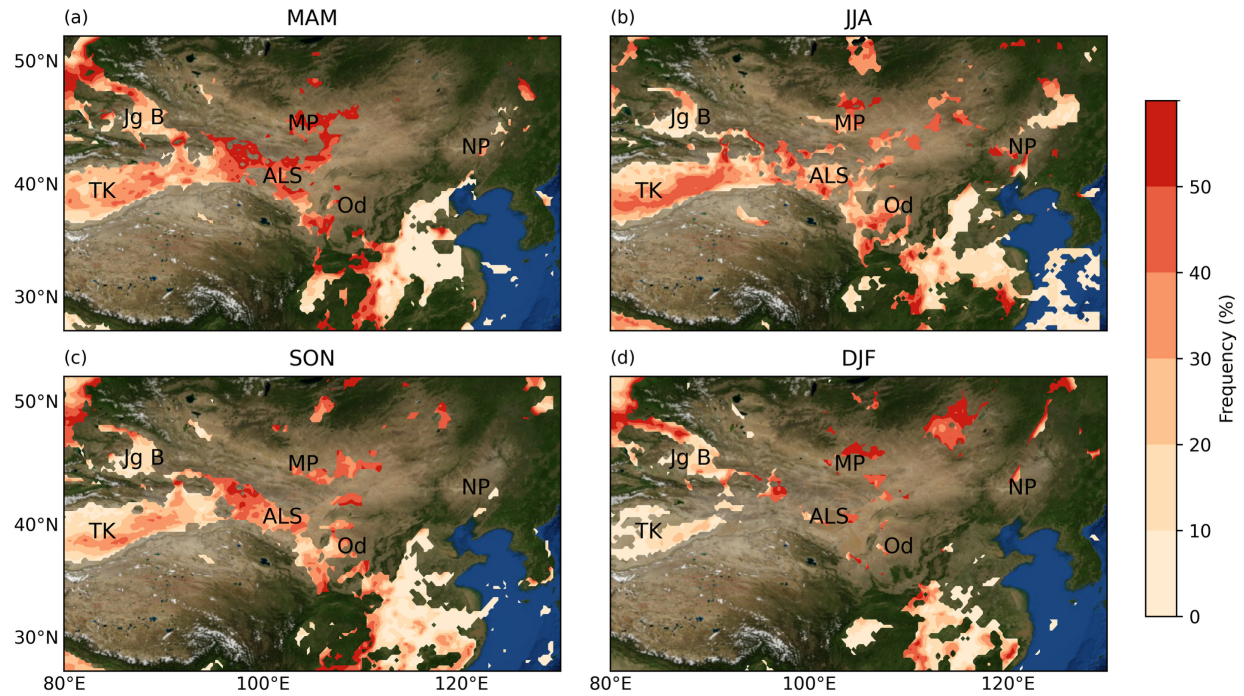 (a) MAM
(b) JJA
50°N
40°N
30°N
Jg B
MP
NP
TK
ALS
Od
Jg B
MP
NP
TK
ALS
Od
(c) SON
(d) DJF
50°N
40°N
30°N
Jg B
MP
NP
TK
ALS
Od
Jg B
MP
NP
TK
ALS
Od
80°E 100°E 120°E
80°E 100°E 120°E
50
40
30
20
10
0
Frequency (%)